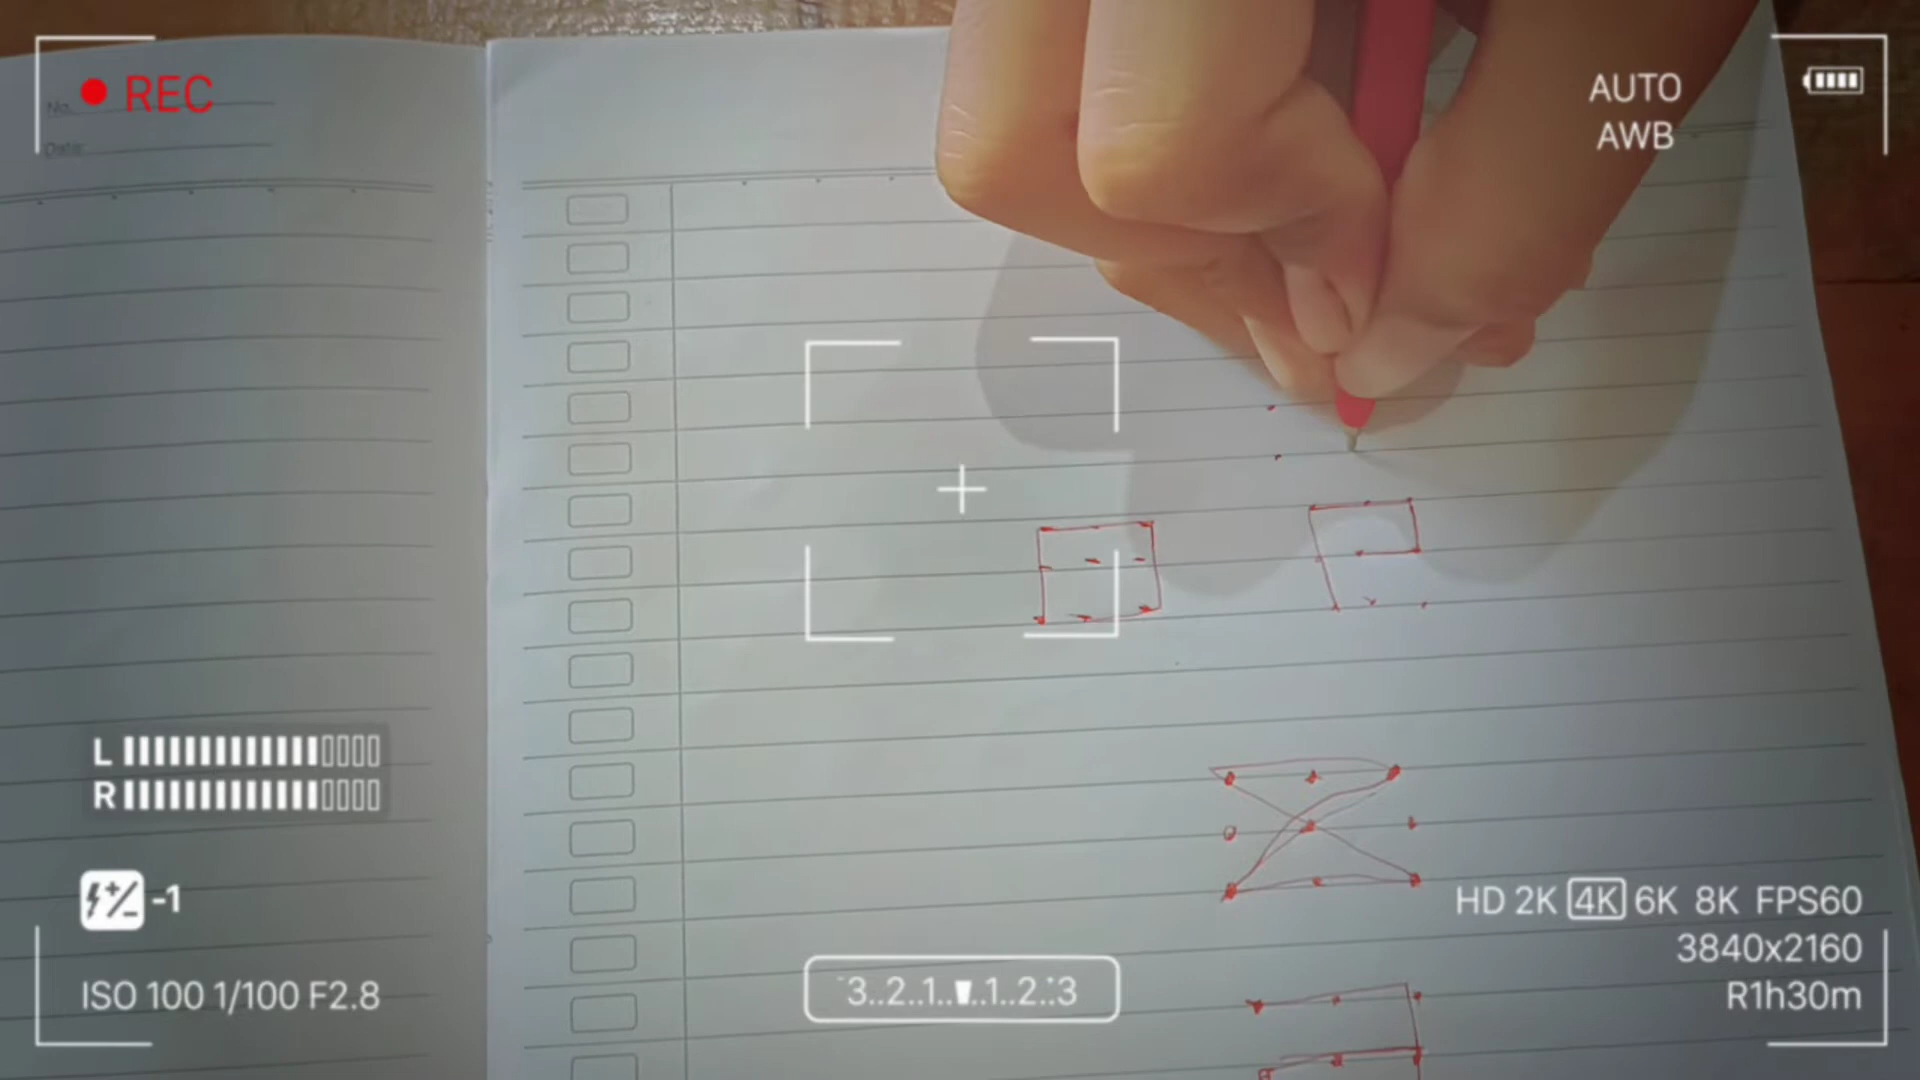 REC
AUTO
AWB
No.
Date:
L
R
-1
ISO 100 1/100 F2.8
3..2..1....1..2..3
HD 2K 4K 6K 8K FPS60
3840x2160
R1h30m